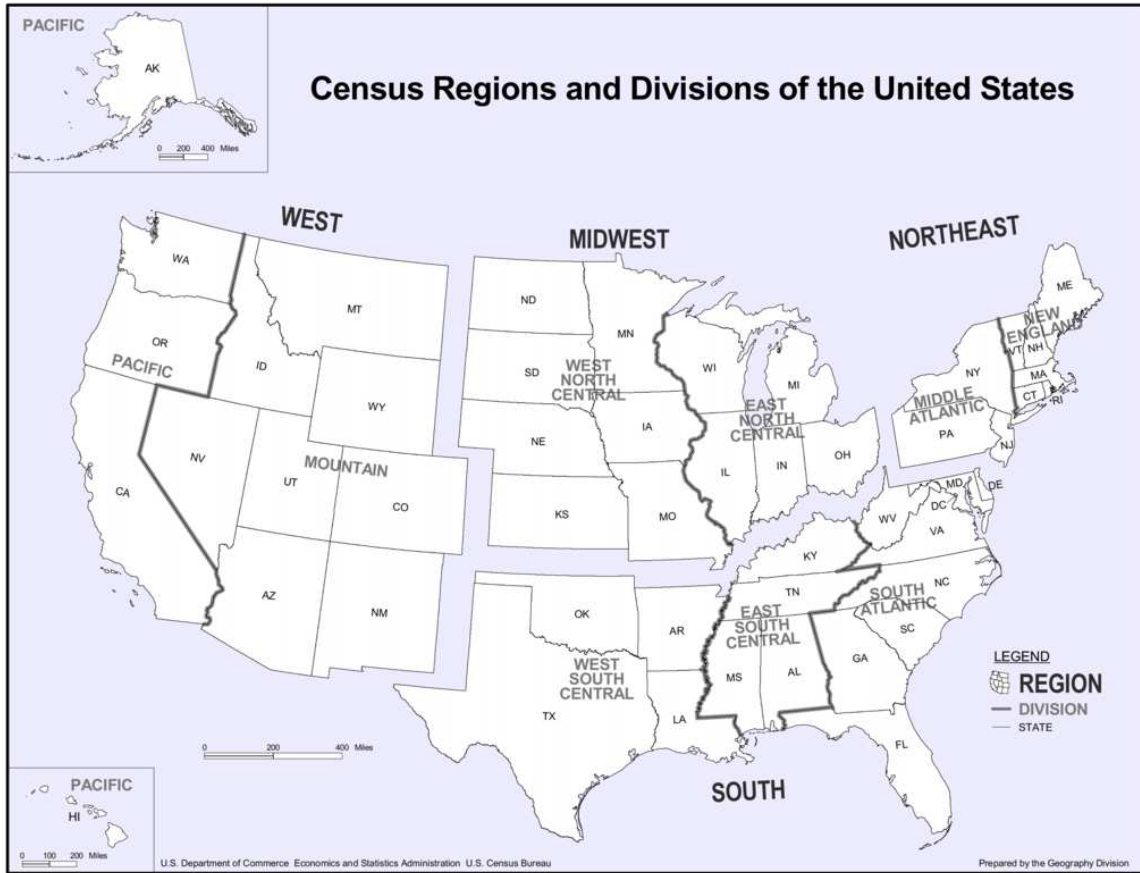 PACIFIC
AK
0 200 400 Miles
Census Regions and Divisions of the United States
WEST
MIDWEST
NORTHEAST
WA
MT
OR
PACIFIC
ID
WY
NV
MOUNTAIN
UT
CA
CO
AZ
NM
ND
MN
SD
WEST
NORTH
CENTRAL
NE
IA
KS
MO
WI
MI
EAST
NORTH
CENTRAL
IL
IN
OH
ME
NEW
ENGLAND
VT
NH
NY
MA
CT
RI
MIDDLE
ATLANTIC
PA
NJ
MD
DE
WV
DC
VA
KY
TN
NC
EAST
SOUTH
CENTRAL
SOUTH
ATLANTIC
SC
MS
AL
GA
FL
OK
AR
WEST
SOUTH
CENTRAL
TX
LA
SOUTH
LEGEND
REGION
DIVISION
STATE
0 200 400 Miles
PACIFIC
HI
0 100 200 Miles
U.S. Department of Commerce Economics and Statistics Administration U.S. Census Bureau
Prepared by the Geography Division